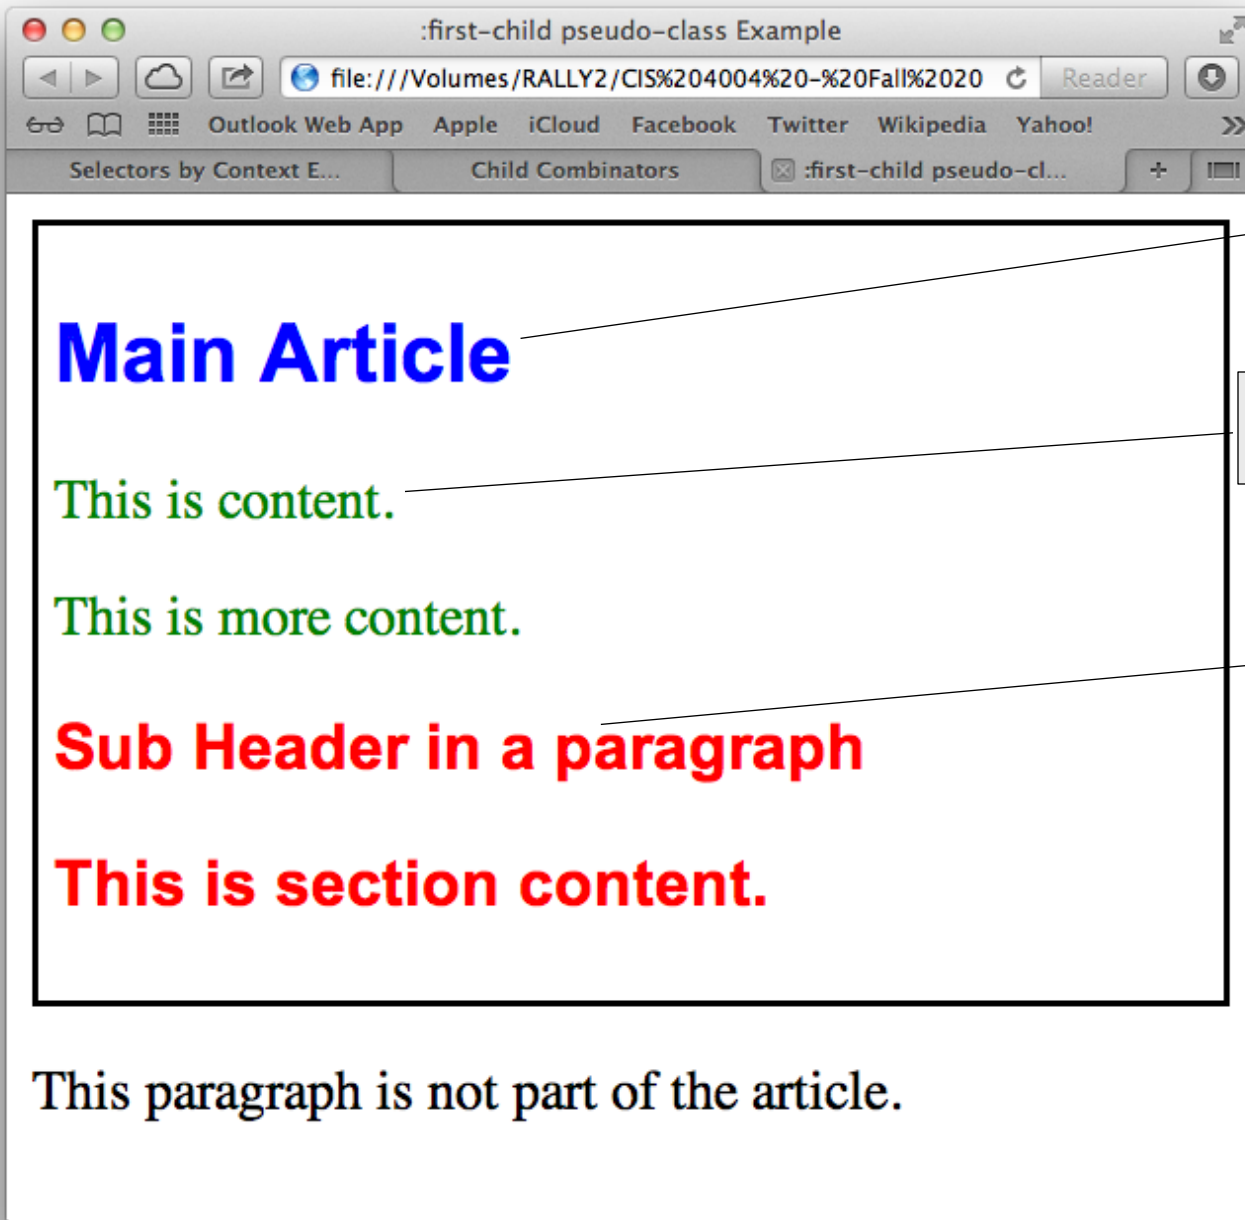 :first-child pseudo-class Example
file:///Volumes/RALLY2/CIS%204004%20-%20Fall%2020 Reader
Outlook Web App Apple iCloud Facebook Twitter Wikipedia Yahoo!
Selectors by Context E... Child Combinators :first-child pseudo-cl...
Main Article
This is content.
This is more content.
Sub Header in a paragraph
This is section content.
This paragraph is not part of the article.